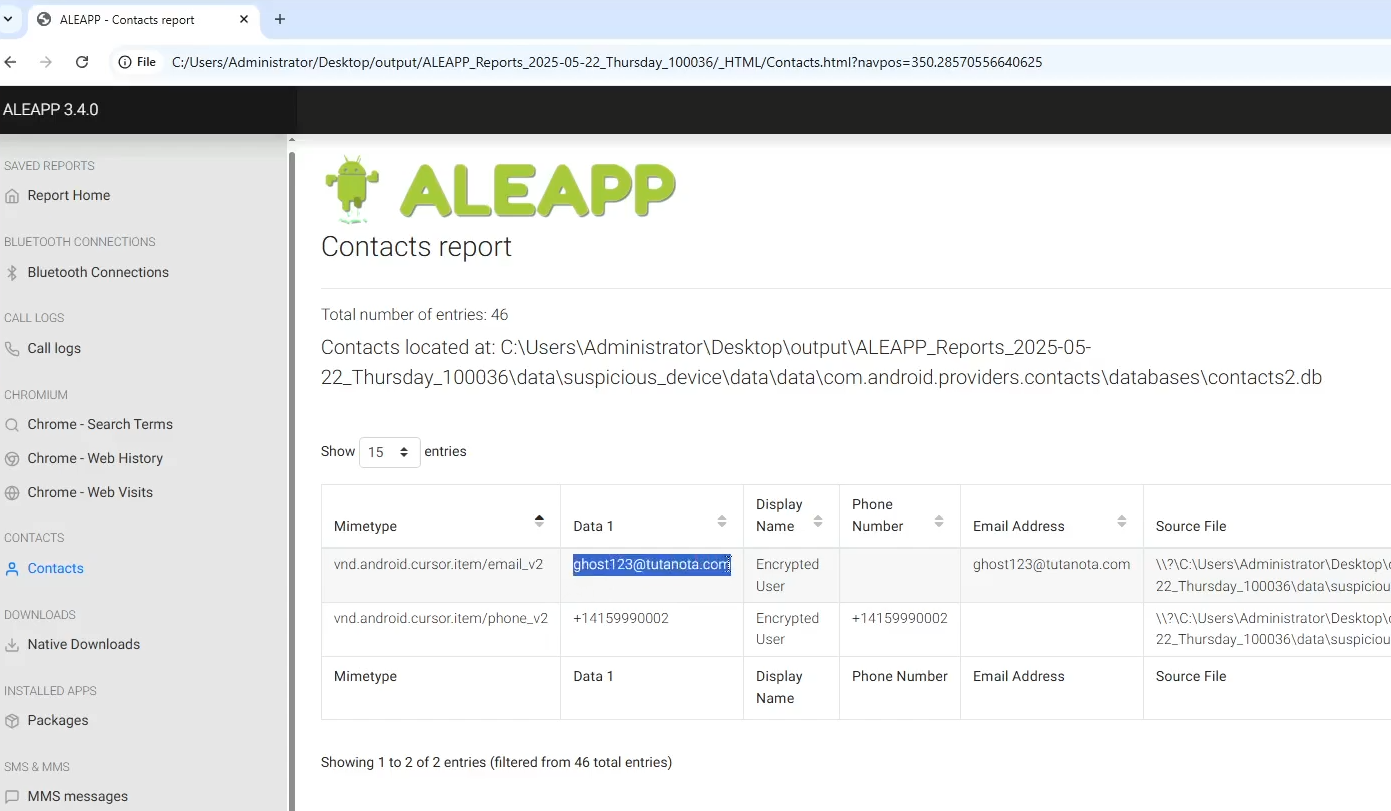 ALEAPP - Contacts report
File
C:/Users/Administrator/Desktop/output/ALEAPP_Reports_2025-05-22_Thursday_100036/_HTML/Contacts.html?navpos=350.28570556640625
ALEAPP 3.4.0
SAVED REPORTS
Report Home
BLUETOOTH CONNECTIONS
Bluetooth Connections
CALL LOGS
Call logs
CHROMIUM
Chrome - Search Terms
Chrome - Web History
Chrome - Web Visits
CONTACTS
Contacts
DOWNLOADS
Native Downloads
INSTALLED APPS
Packages
SMS & MMS
MMS messages
ALEAPP
Contacts report
Total number of entries: 46
Contacts located at: C:\Users\Administrator\Desktop\output\ALEAPP_Reports_2025-05-
22_Thursday_100036\data\suspicious_device\data\data\com.android.providers.contacts\databases\contacts2.db
Show 15 entries
Mimetype Data 1 Display Name Phone Number Email Address Source File
vnd.android.cursor.item/email_v2 ghost123@tutanota.com Encrypted User ghost123@tutanota.com \\?\C:\Users\Administrator\Desktop\
22_Thursday_100036\data\suspiciou
vnd.android.cursor.item/phone_v2 +14159990002 Encrypted User +14159990002 \\?\C:\Users\Administrator\Desktop\
22_Thursday_100036\data\suspiciou
Mimetype Data 1 Display Name Phone Number Email Address Source File
Showing 1 to 2 of 2 entries (filtered from 46 total entries)